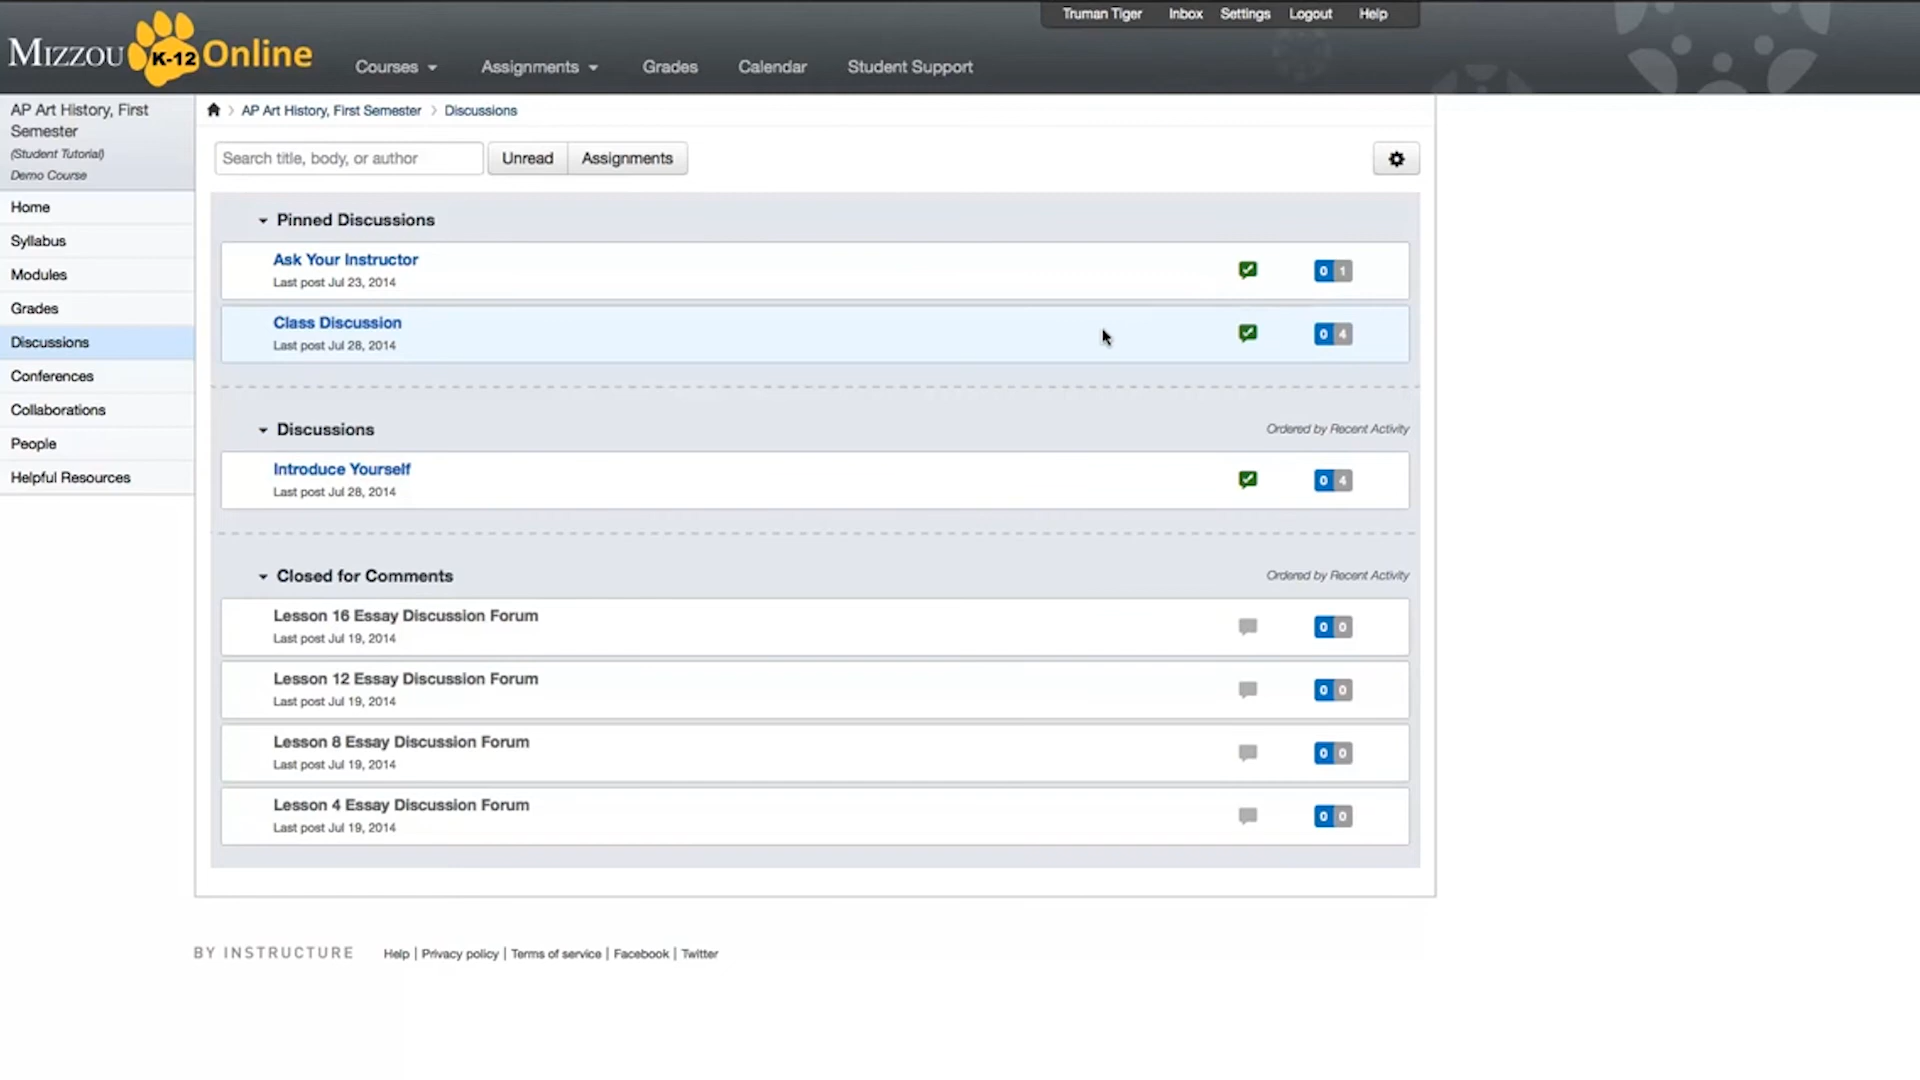 Truman Tiger Inbox Settings Logout Help
MIZZOU K-12 Online
Courses Assignments Grades Calendar Student Support
AP Art History, First Semester
(Student Tutorial)
Demo Course
Home
Syllabus
Modules
Grades
Discussions
Conferences
Collaborations
People
Helpful Resources
AP Art History, First Semester Discussions
Search title, body, or author Unread Assignments
Pinned Discussions
Ask Your Instructor
Last post Jul 23, 2014
0 1
Class Discussion
Last post Jul 28, 2014
0 4
Discussions Ordered by Recent Activity
Introduce Yourself
Last post Jul 28, 2014
0 4
Closed for Comments Ordered by Recent Activity
Lesson 16 Essay Discussion Forum
Last post Jul 19, 2014
0 0
Lesson 12 Essay Discussion Forum
Last post Jul 19, 2014
0 0
Lesson 8 Essay Discussion Forum
Last post Jul 19, 2014
0 0
Lesson 4 Essay Discussion Forum
Last post Jul 19, 2014
0 0
BY INSTRUCTURE Help | Privacy policy | Terms of service | Facebook | Twitter